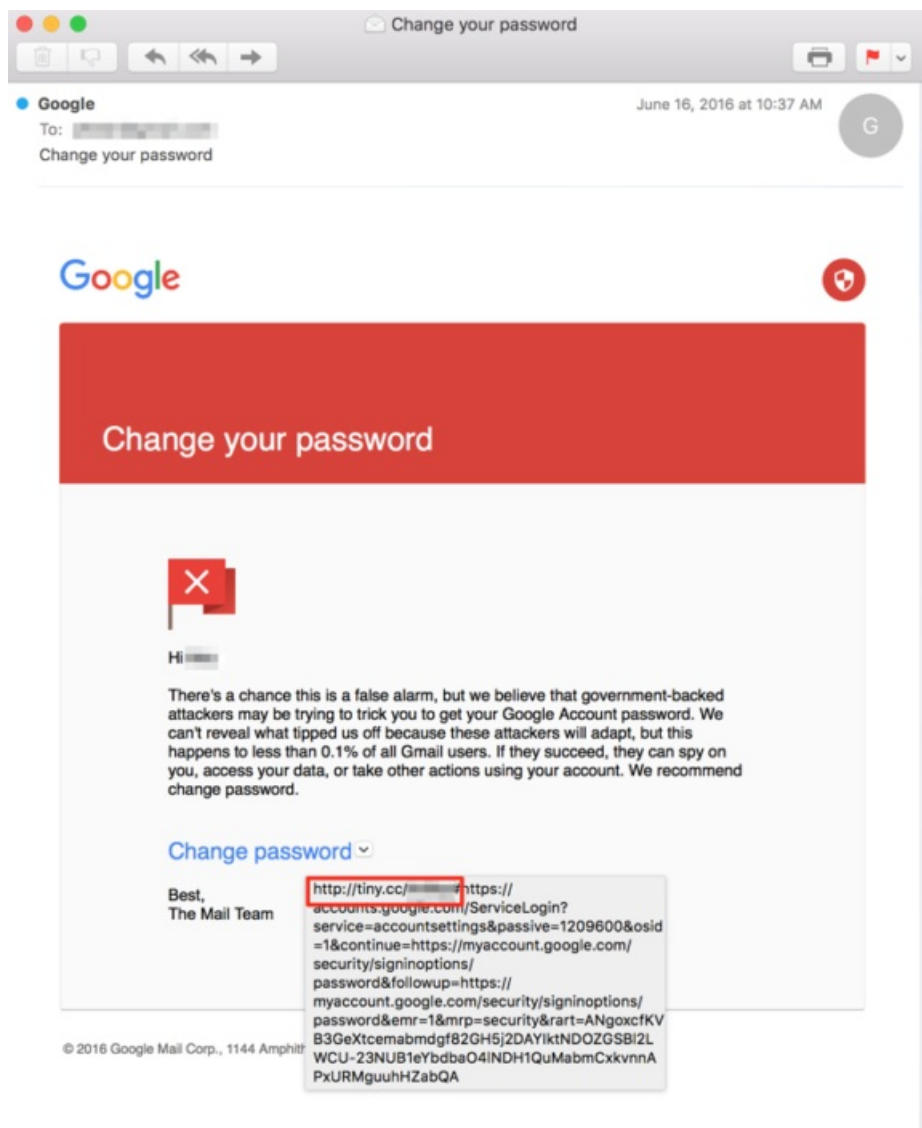 Change your password
Google
June 16, 2016 at 10:37 AM
G
To:
Change your password
Google
Change your password
Hi
There's a chance this is a false alarm, but we believe that government-backed
attackers may be trying to trick you to get your Google Account password. We
can't reveal what tipped us off because these attackers will adapt, but this
happens to less than 0.1% of all Gmail users. If they succeed, they can spy on
you, access your data, or take other actions using your account. We recommend
change password.
Change password
Best,
The Mail Team
http://tiny.cc/ #https://
accounts.google.com/ServiceLogin?
service=accountsettings&passive=1209600&osid
=1&continue=https://myaccount.google.com/
security/signinoptions/
password&followup=https://
myaccount.google.com/security/signinoptions/
password&emr=1&mrp=security&rart=ANgoxcfKV
B3GeXtcemabmdgf82GH5j2DAYlktNDOZGSBl2L
WCU-23NUB1eYbdbaO4lNDH1QuMabmCxkvnnA
PxURMguuhHZabQA
© 2016 Google Mail Corp., 1144 Amphith